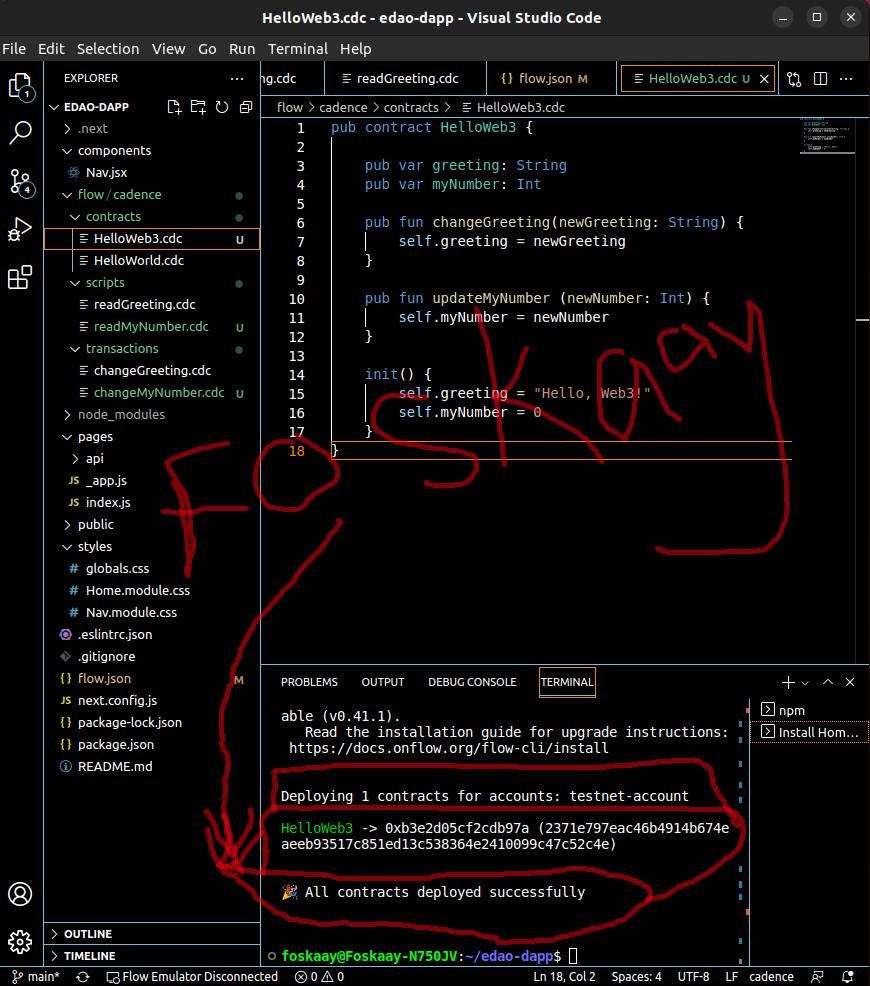 HelloWeb3.cdc - edao-dapp - Visual Studio Code
File Edit Selection View Go Run Terminal Help
1
EXPLORER
ng.cdc readGreeting.cdc {} flow.json M HelloWeb3.cdc U
EDAO-DAPP
flow > cadence > contracts > HelloWeb3.cdc
.next
components
Nav.jsx
4
flow / cadence
contracts
HelloWeb3.cdc U
HelloWorld.cdc
scripts
readGreeting.cdc
readMyNumber.cdc U
transactions
changeGreeting.cdc
changeMyNumber.cdc U
node_modules
pages
api
JS _app.js
JS index.js
public
styles
# globals.css
# Home.module.css
# Nav.module.css
.eslintrc.json
.gitignore
{} flow.json M
JS next.config.js
{} package-lock.json
{} package.json
README.md
OUTLINE
TIMELINE
1 pub contract HelloWeb3 {
2
3 pub var greeting: String
4 pub var myNumber: Int
5
6 pub fun changeGreeting(newGreeting: String) {
7 self.greeting = newGreeting
8 }
9
10 pub fun updateMyNumber (newNumber: Int) {
11 self.myNumber = newNumber
12 }
13
14 init() {
15 self.greeting = "Hello, Web3!"
16 self.myNumber = 0
17 }
18 }
Foskaay
PROBLEMS OUTPUT DEBUG CONSOLE TERMINAL
npm
Install Hom...
able (v0.41.1).
Read the installation guide for upgrade instructions:
https://docs.onflow.org/flow-cli/install
Deploying 1 contracts for accounts: testnet-account
HelloWeb3 -> 0xb3e2d05cf2cdb97a (2371e797eac46b4914b674e
aeeb93517c851ed13c538364e2410099c47c52c4e)
🎉 All contracts deployed successfully
foskaay@Foskaay-N750JV:~/edao-dapp$
main* Flow Emulator Disconnected 0 0 Ln 18, Col 2 Spaces: 4 UTF-8 LF cadence